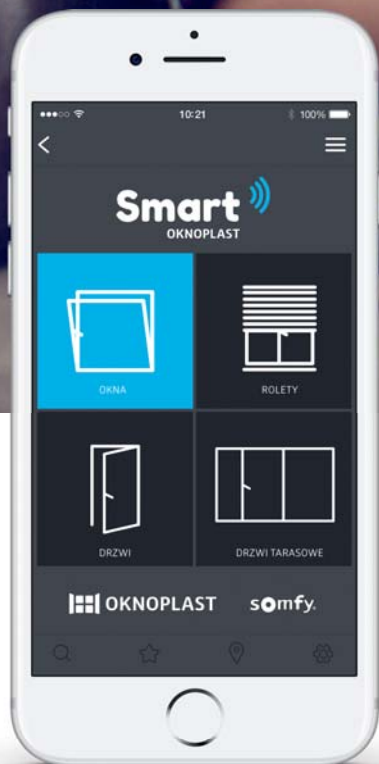 10:21
100%
Smart
OKNOPLAST
OKNA
ROLETY
DRZWI
DRZWI TARASOWE
OKNOPLAST
somfy.